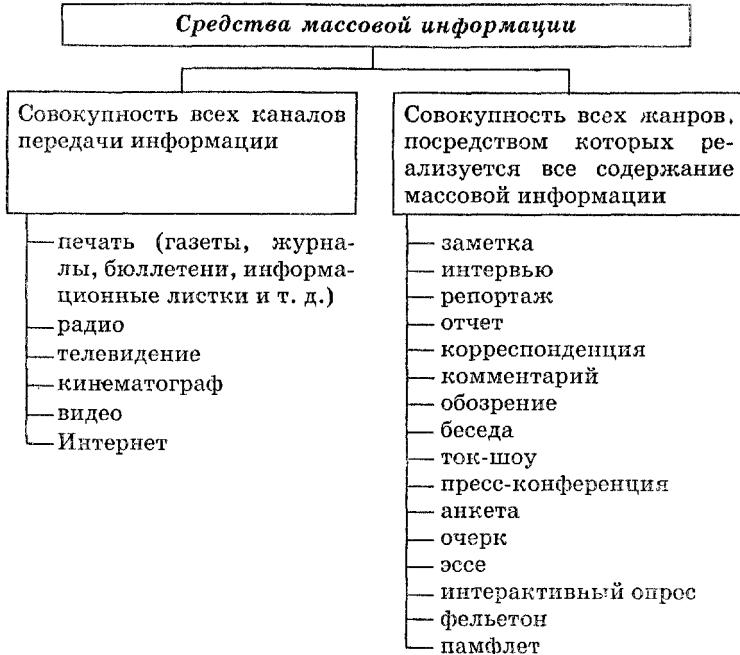 Средства массовой информации
Совокупность всех каналов
передачи информации
печать (газеты, журна-
лы, бюллетени, информа-
ционные листки и т. д.)
радио
телевидение
кинематограф
видео
Интернет
Совокупность всех жанров,
посредством которых ре-
ализуется все содержание
массовой информации
заметка
интервью
репортаж
отчет
корреспонденция
комментарий
обозрение
беседа
ток-шоу
пресс-конференция
анкета
очерк
эссе
интерактивный опрос
фельетон
памфлет